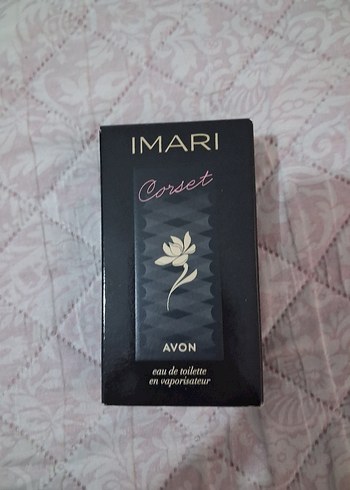 IMARI
Corset
AVON
eau de toilette
en vaporisateur